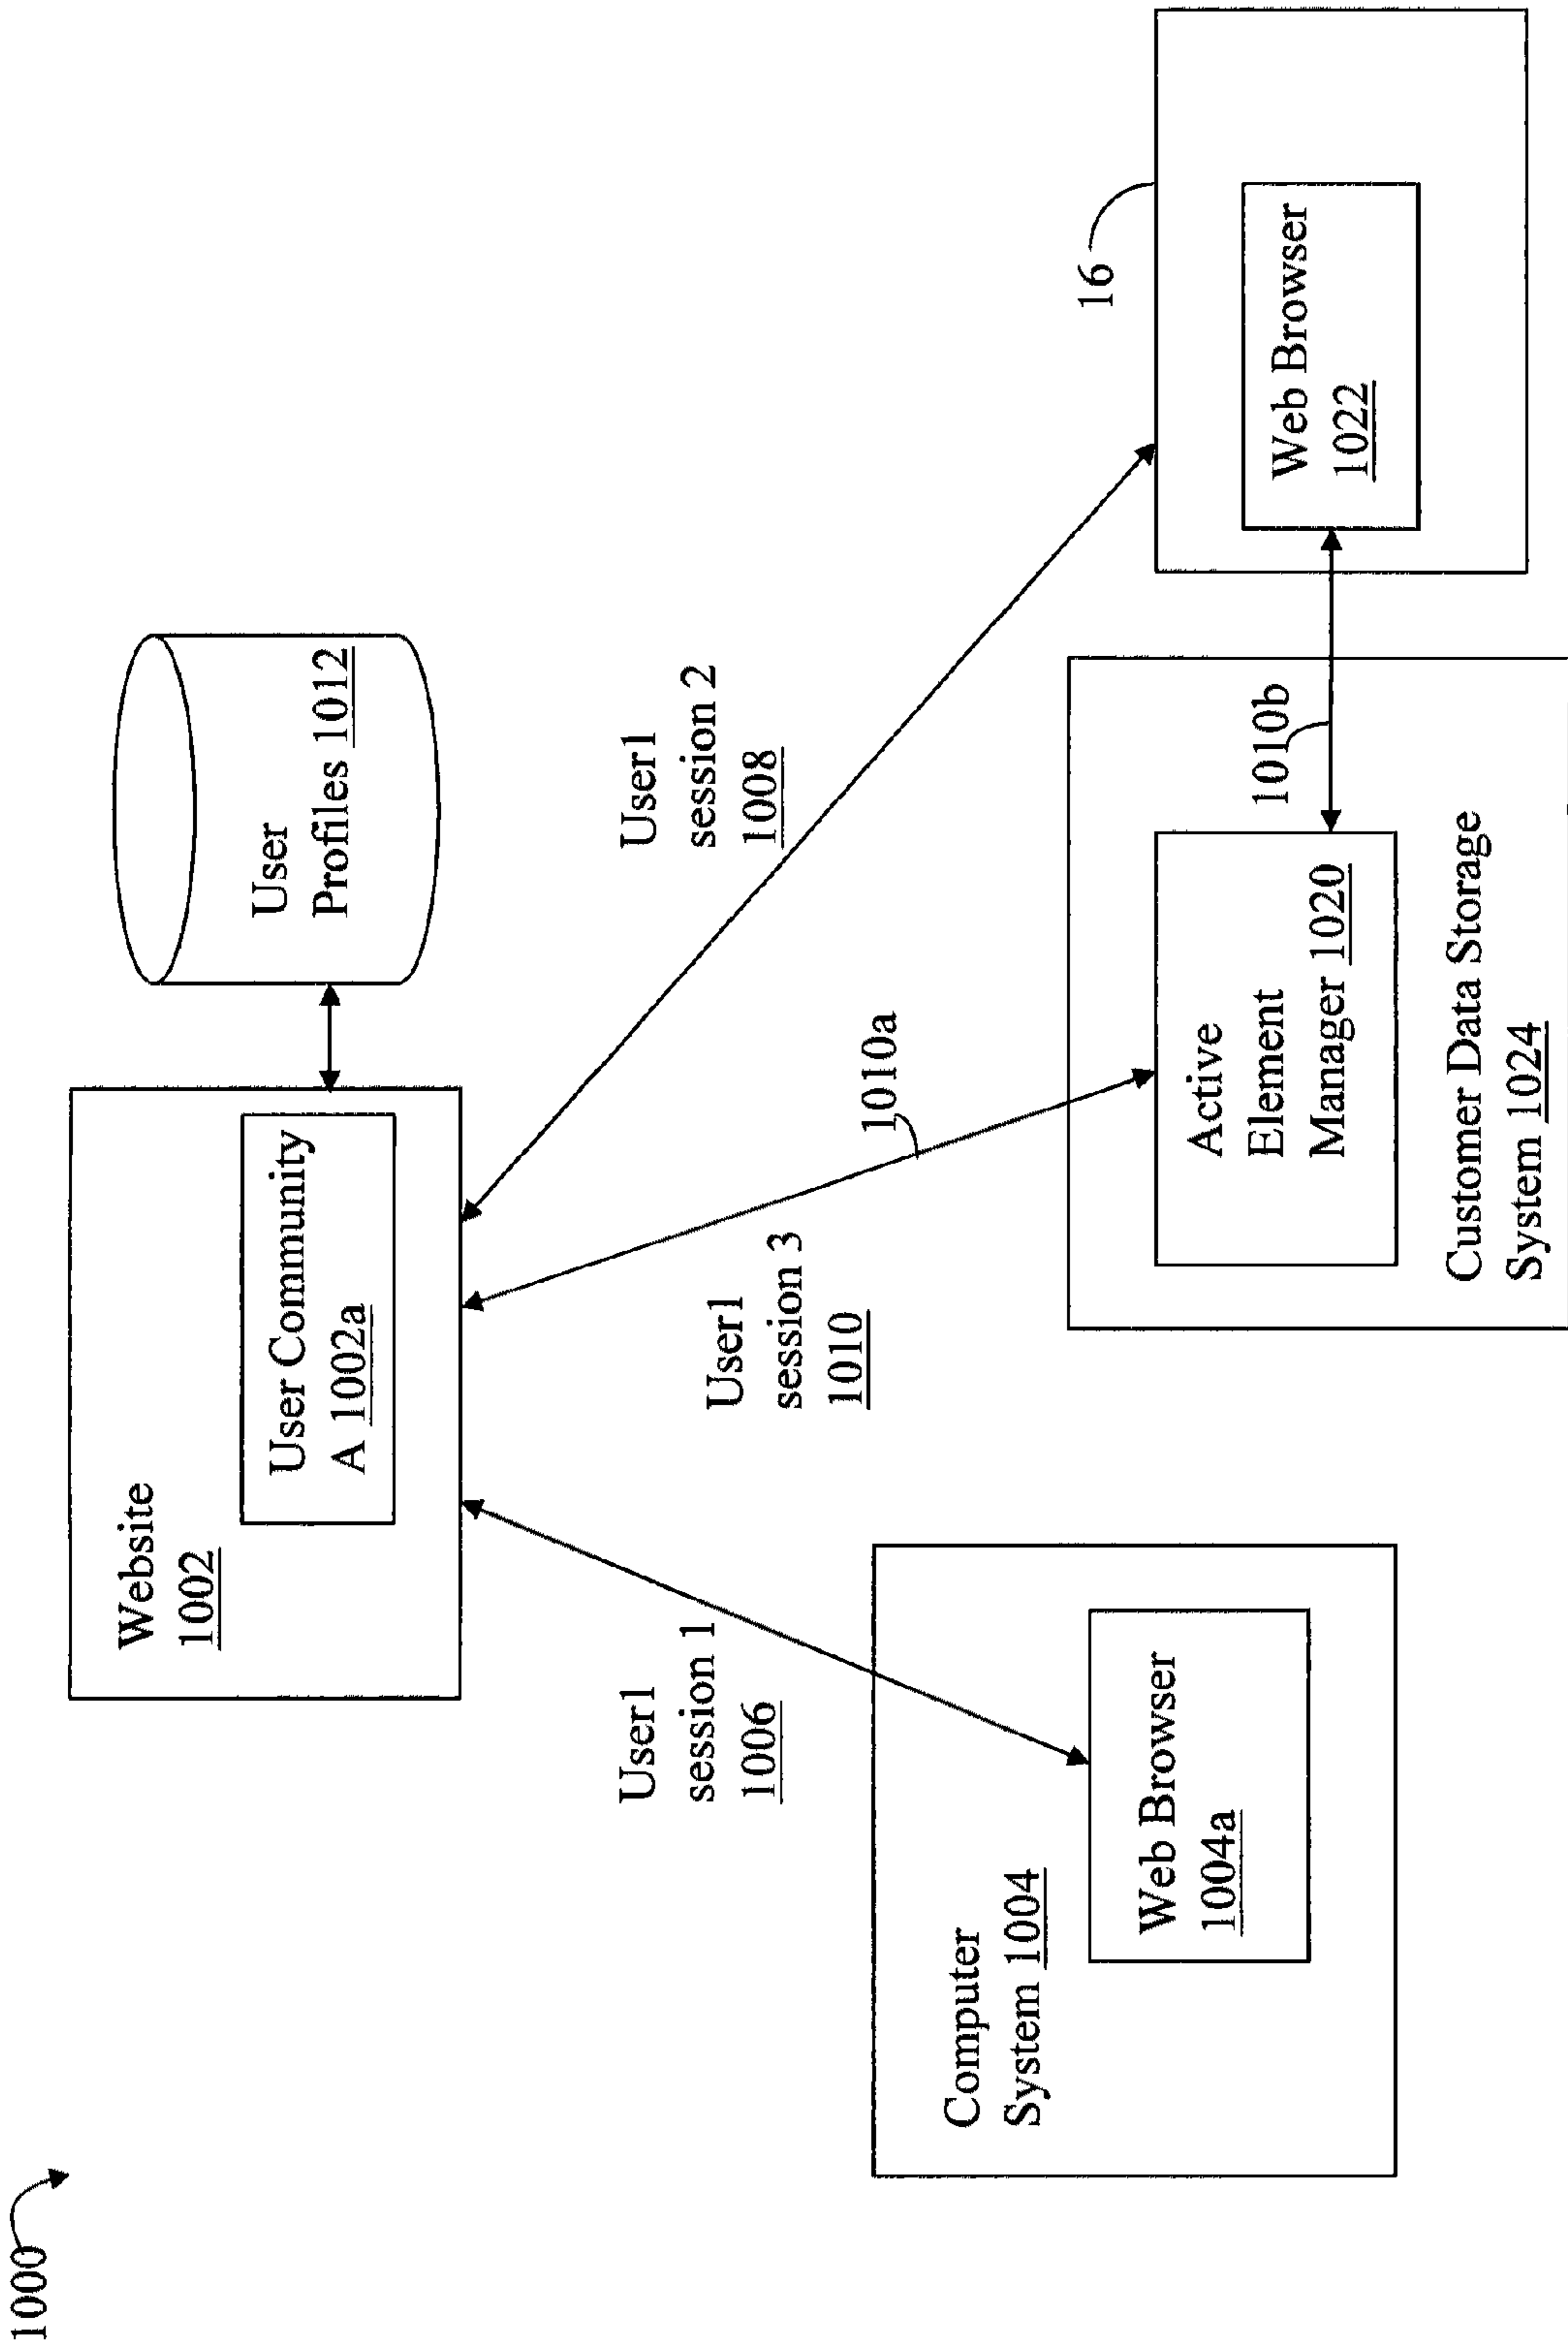 1000
Website
1002
User Community
A 1002a
User
Profiles 1012
User1
session 1
1006
User1
session 3
1010
User1
session 2
1008
1010a
Computer
System 1004
Web Browser
1004a
Active
Element
Manager 1020
Customer Data Storage
System 1024
1010b
16
Web Browser
1022